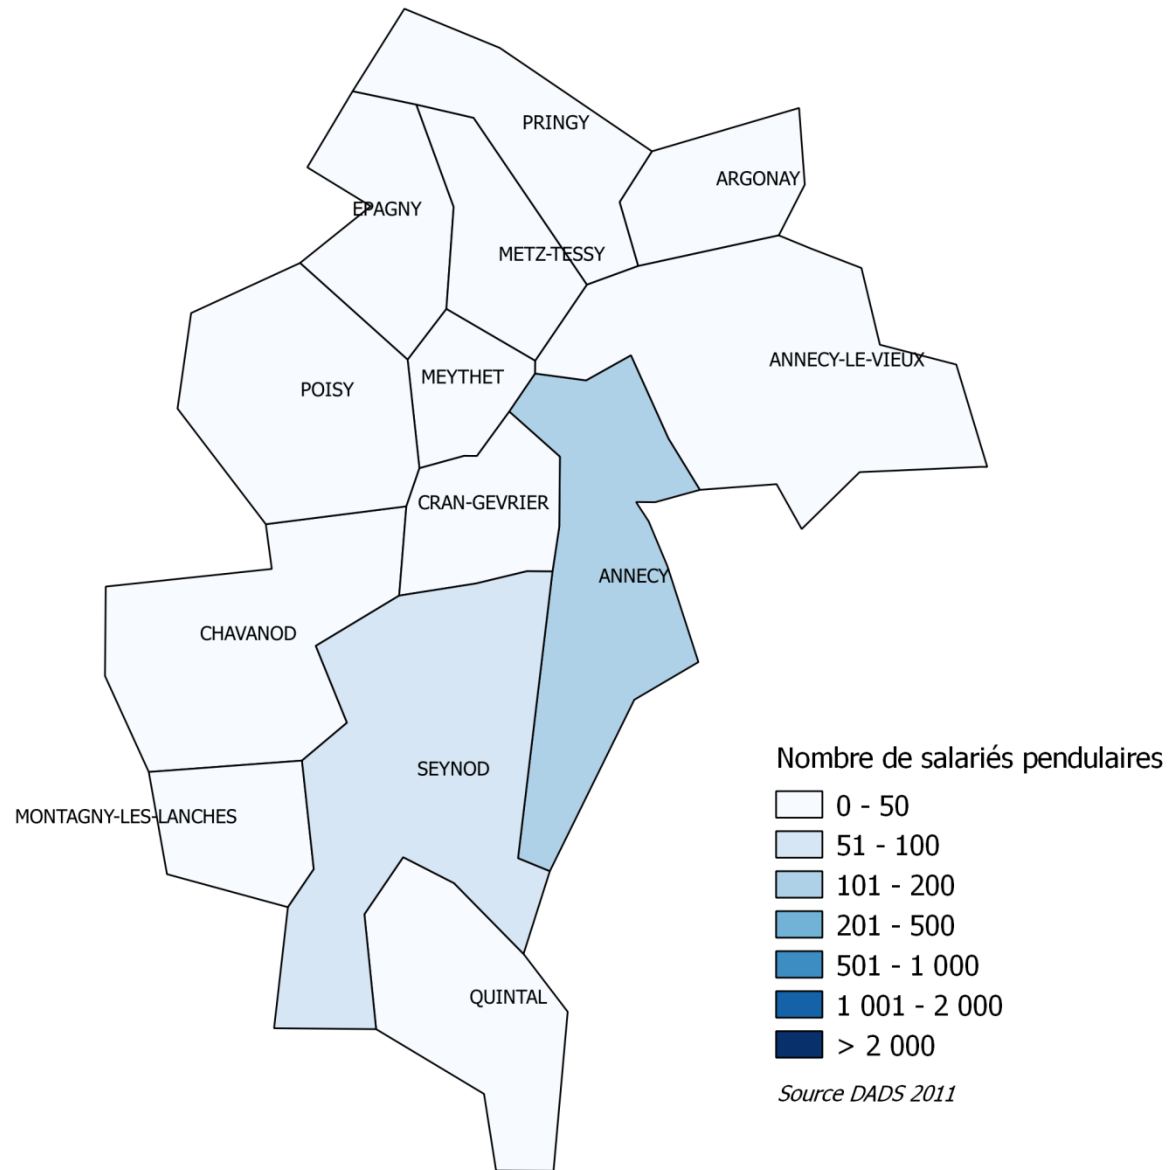 PRINGY
ARGONAY
EPAGNY
METZ-TESSY
ANNECY-LE-VIEUX
MEYTHET
POISY
CRAN-GEVRIER
ANNECY
CHAVANOD
SEYNOD
MONTAGNY-LES-LANCHES
QUINTAL
Nombre de salariés pendulaires
0 - 50
51 - 100
101 - 200
201 - 500
501 - 1 000
1 001 - 2 000
> 2 000
Source DADS 2011